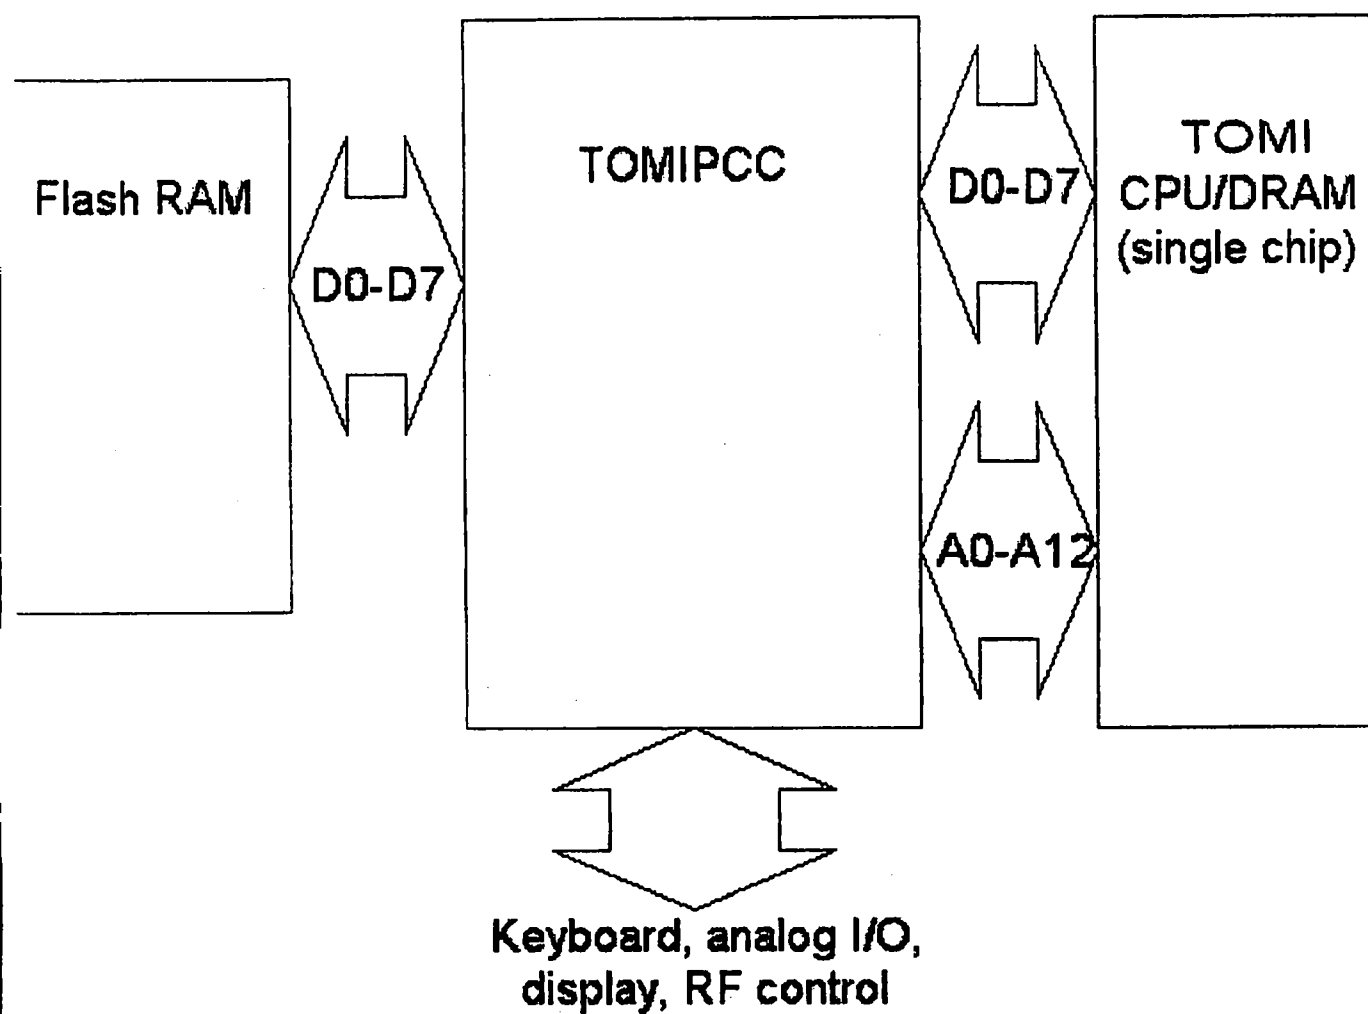 Flash RAM
D0-D7
TOMIPCC
D0-D7
A0-A12
TOMI
CPU/DRAM
(single chip)
Keyboard, analog I/O,
display, RF control